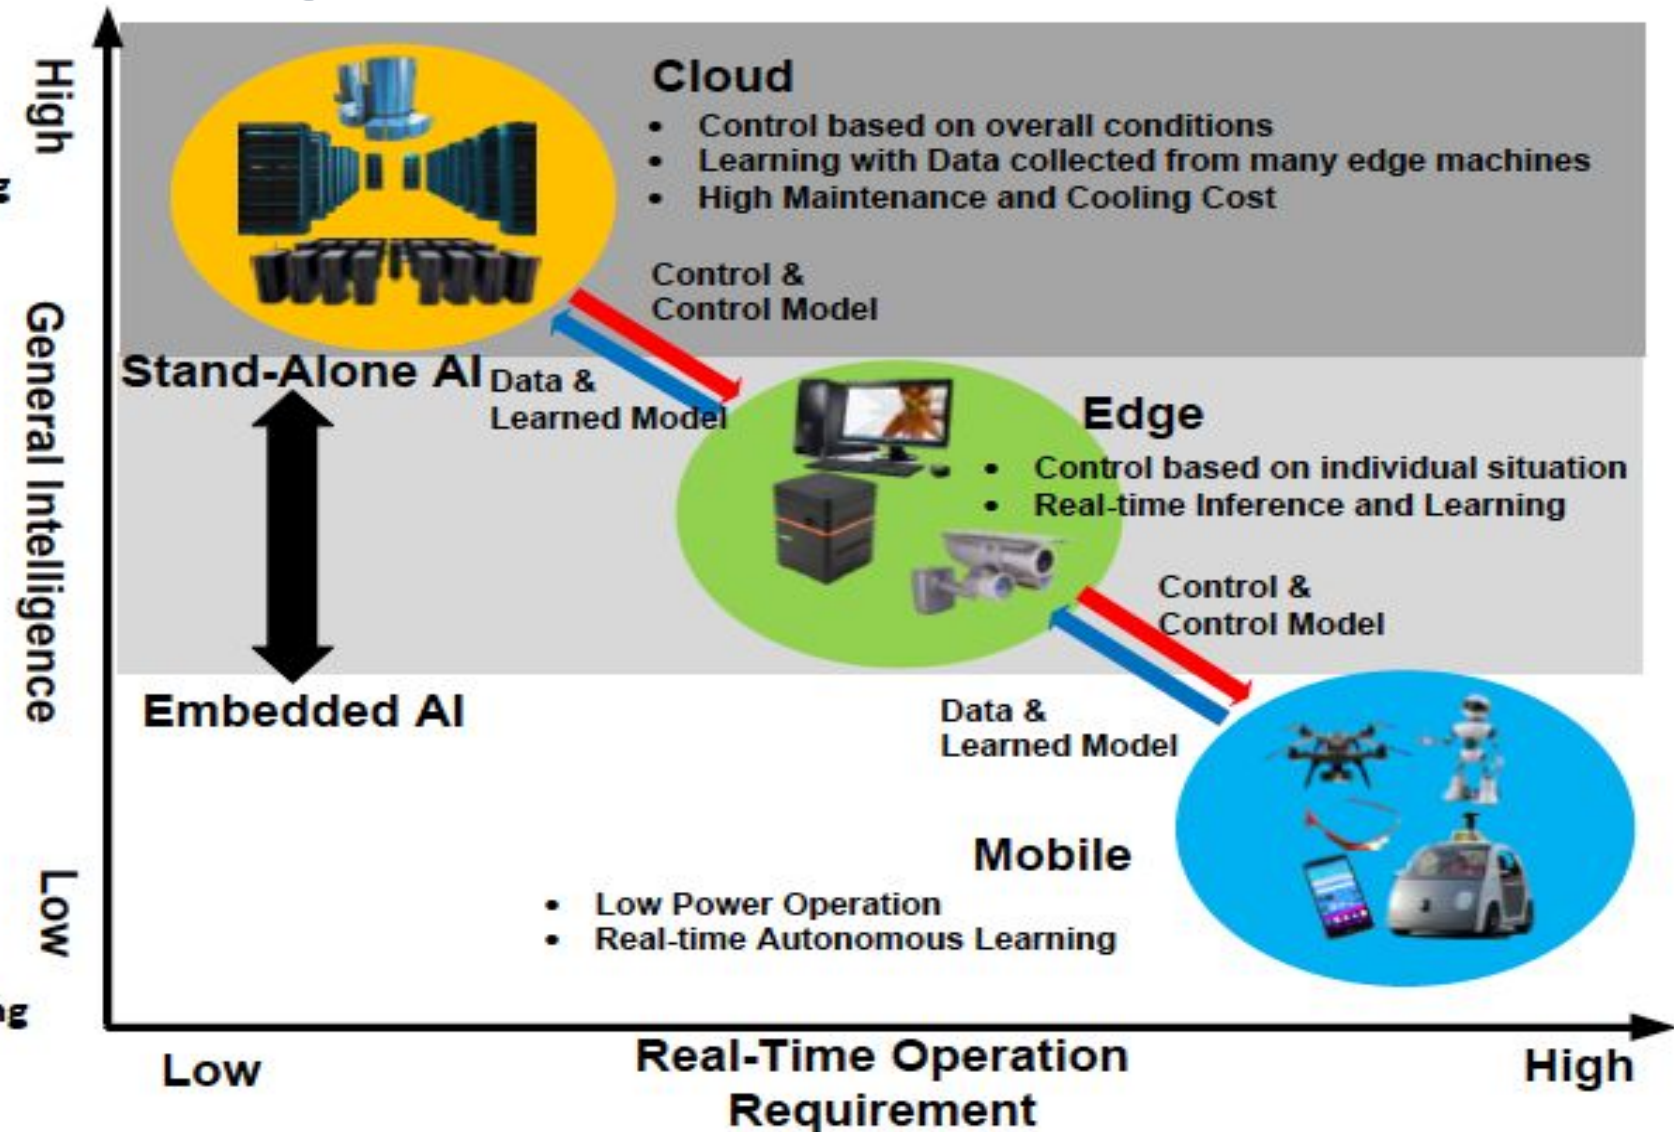 High
General Intelligence
Low
Cloud
• Control based on overall conditions
• Learning with Data collected from many edge machines
• High Maintenance and Cooling Cost
Control &
Control Model
Stand-Alone AI
Data &
Learned Model
Edge
• Control based on individual situation
• Real-time Inference and Learning
Control &
Control Model
Embedded AI
Data &
Learned Model
Mobile
• Low Power Operation
• Real-time Autonomous Learning
Low
Real-Time Operation
Requirement
High